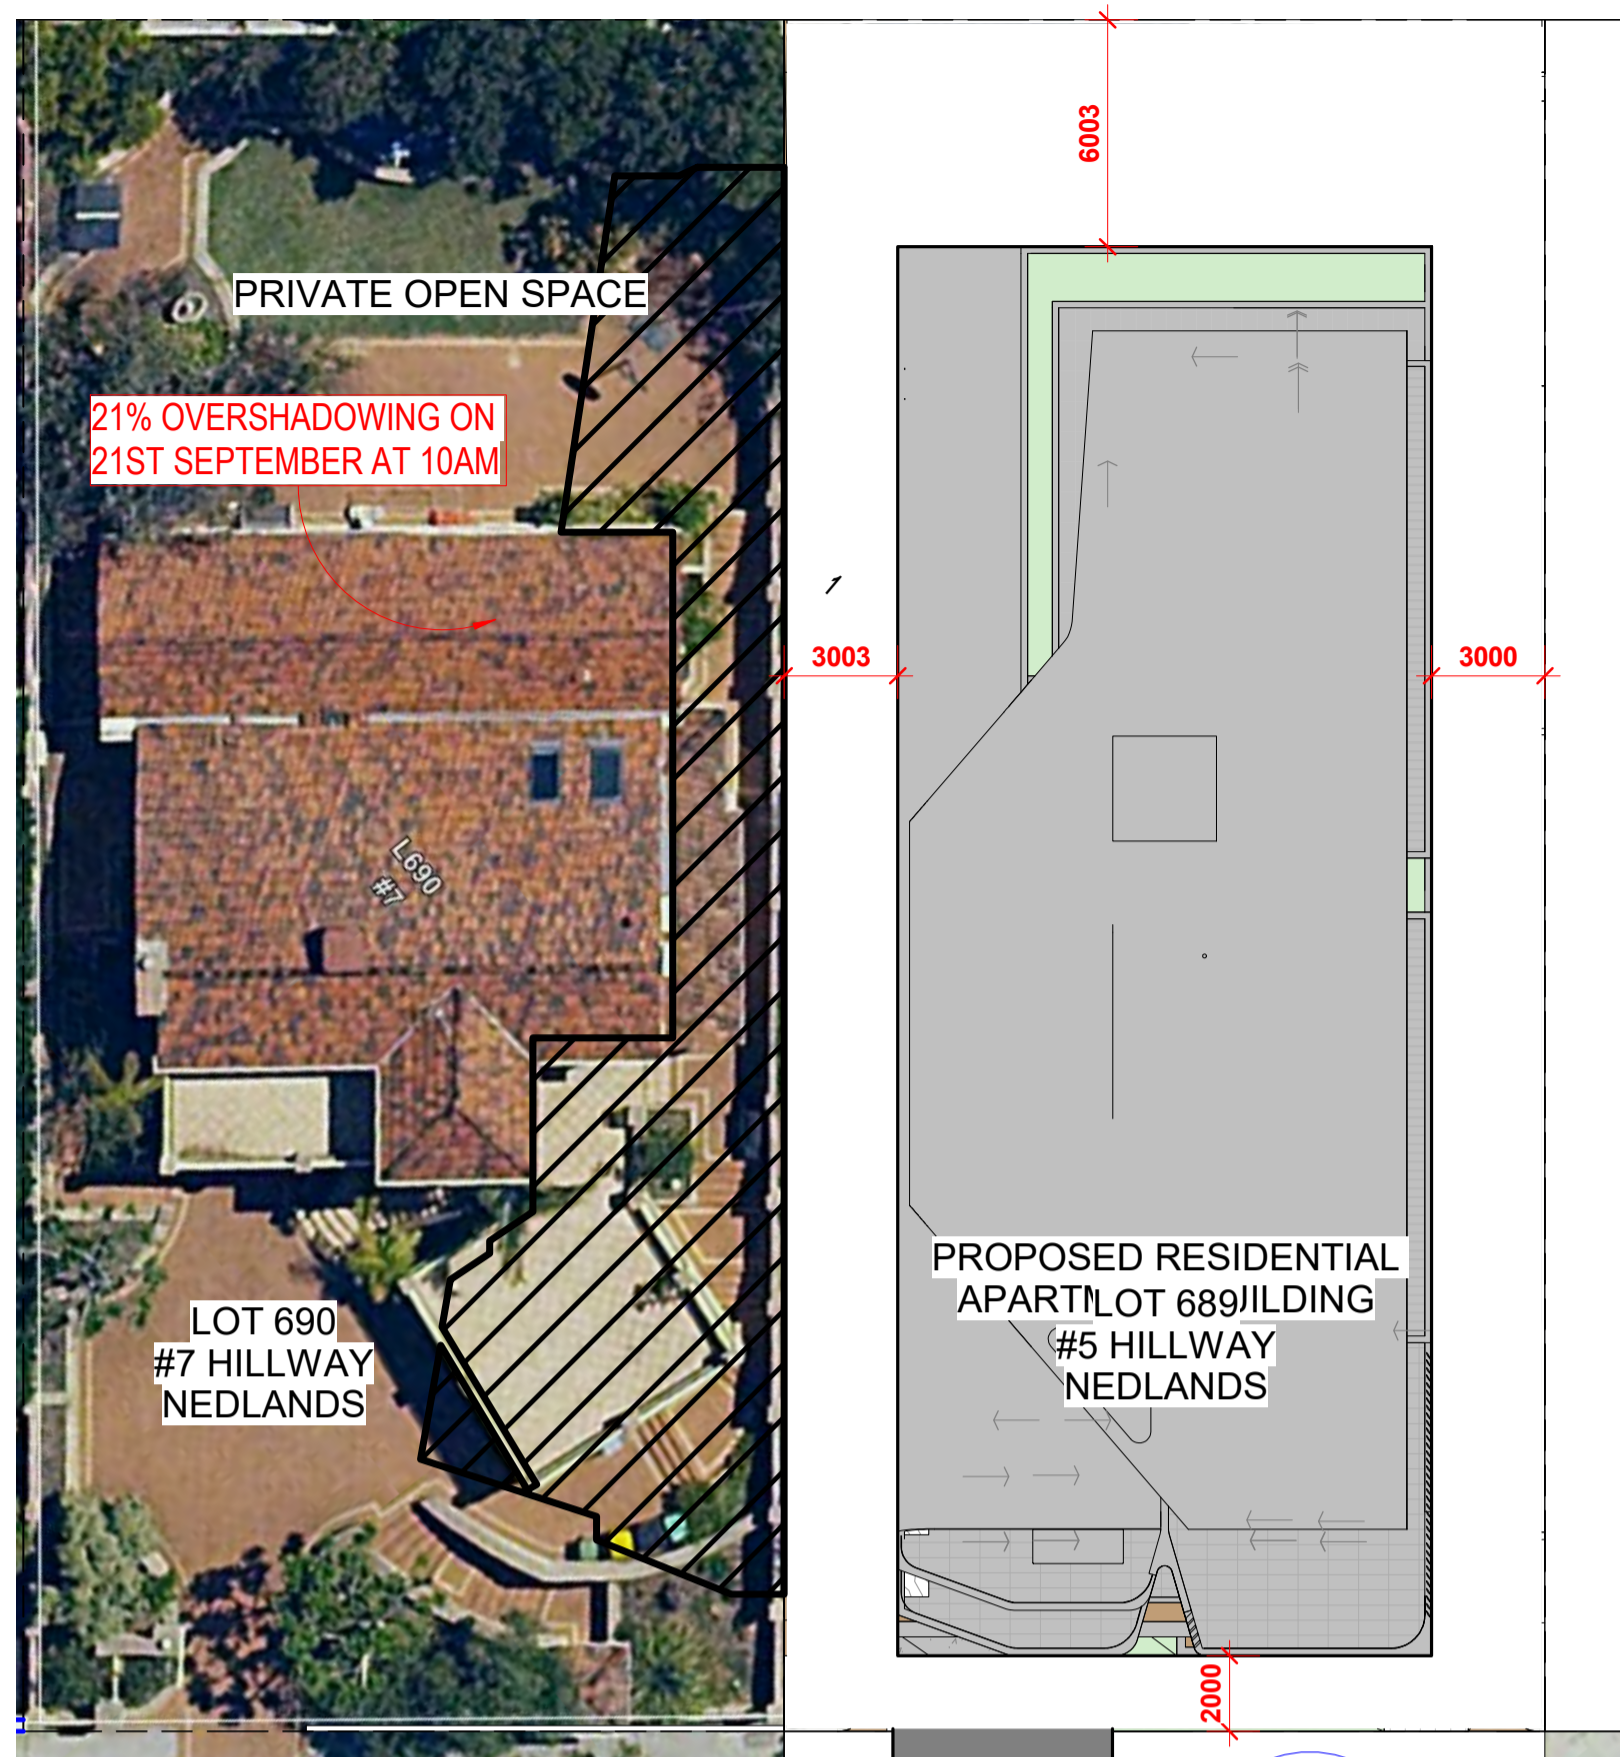 6003
PRIVATE OPEN SPACE
21% OVERSHADOWING ON
21ST SEPTEMBER AT 10AM
1
3003
3000
L690
#7
PROPOSED RESIDENTIAL
LOT 689
#5 HILLWAY
NEDLANDS
LOT 690
#7 HILLWAY
NEDLANDS
2000